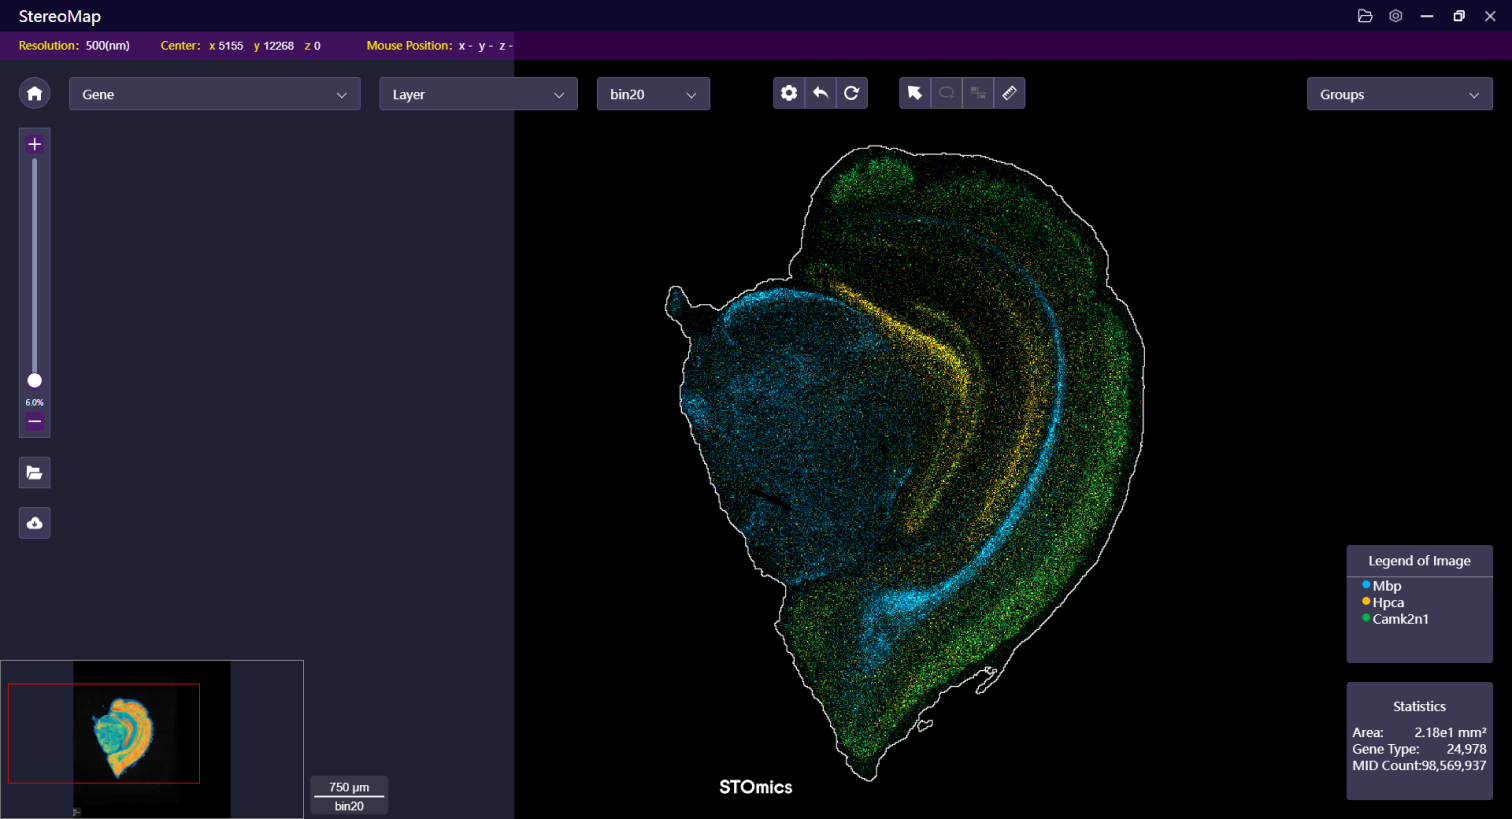 StereoMap
Resolution: 500(nm) Center: x 5155 y 12268 z 0 Mouse Position: x - y - z -
Gene Layer bin20 Groups
6.0%
Legend of Image
Mbp
Hpca
Camk2n1
Statistics
Area: 2.18e1 mm²
Gene Type: 24,978
MID Count:98,569,937
750 μm
bin20
STOmics